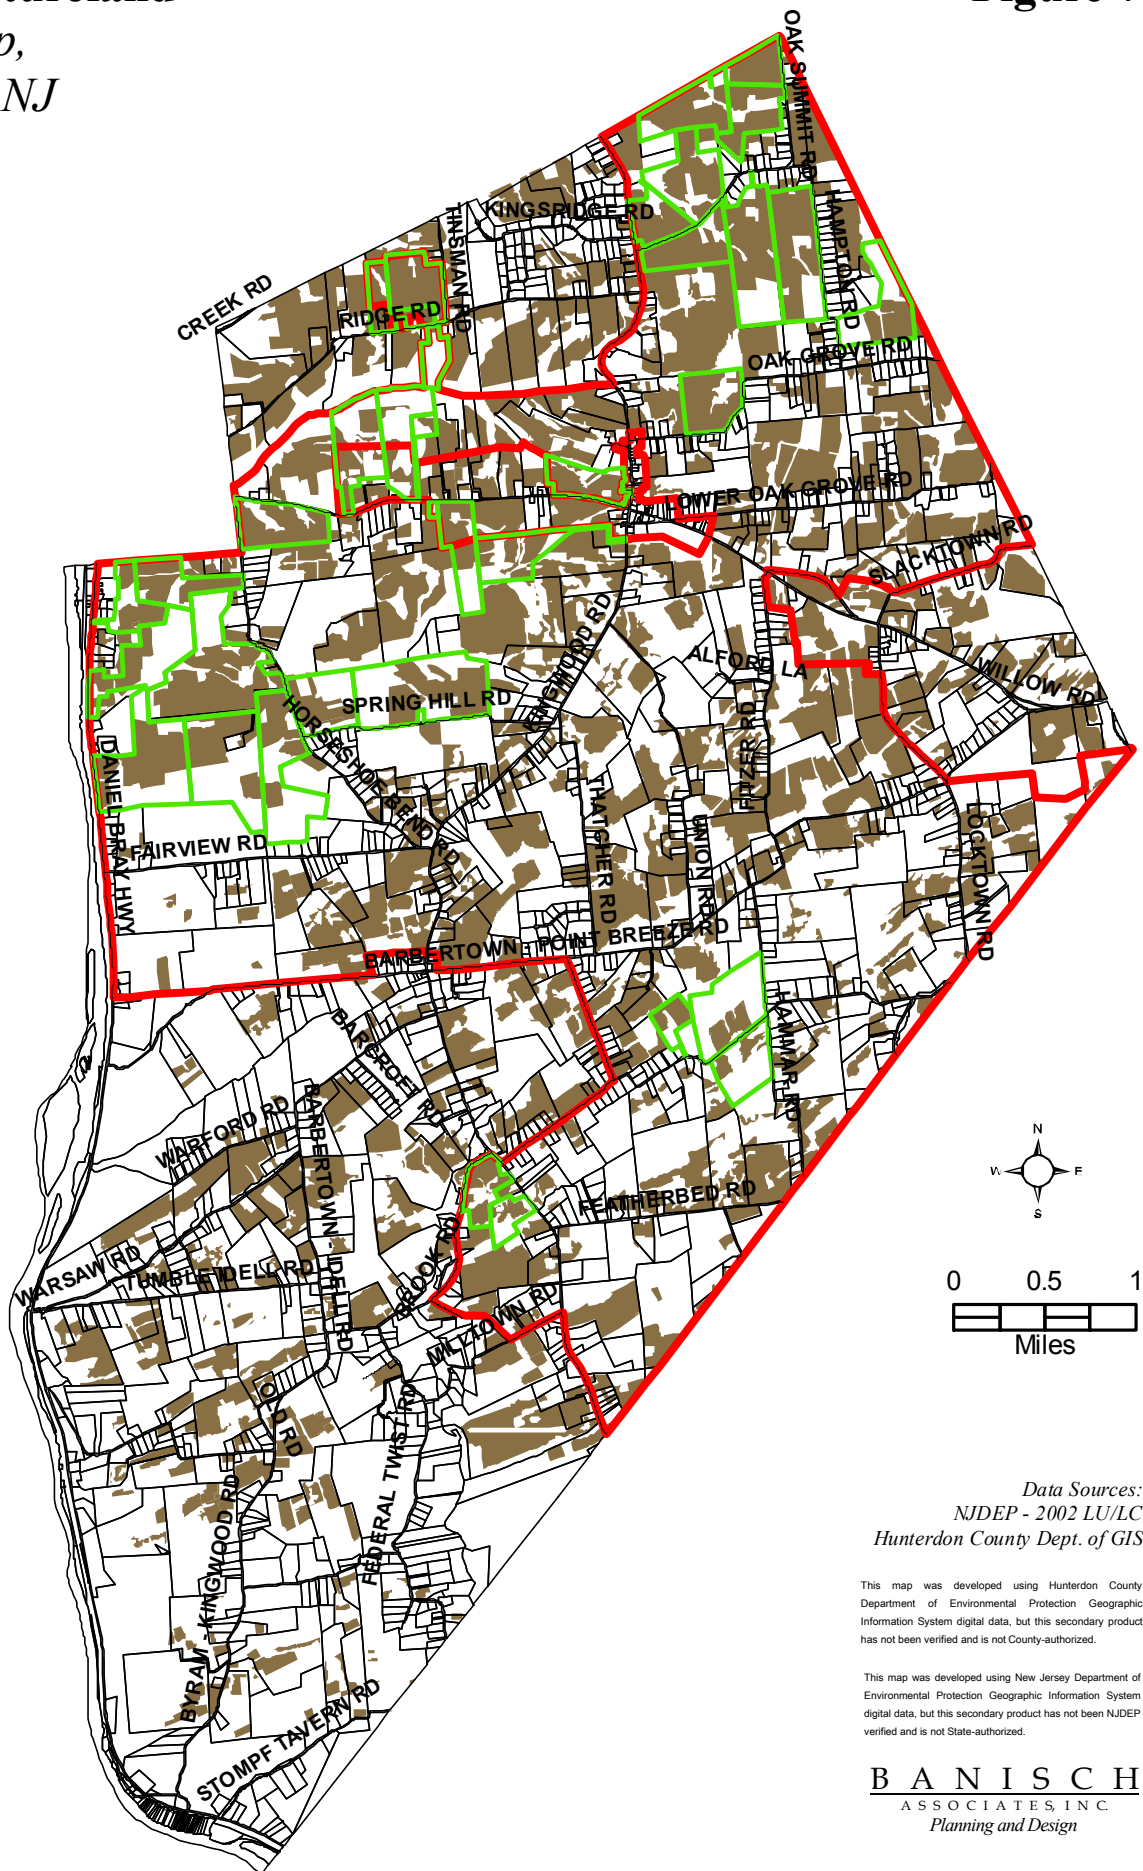 p,
NJ
OAK SUMMIT RD
KINGSRIDGE RD
TINSMAN RD
HAMPTON RD
CREEK RD
RIDGE RD
OAK GROVE RD
LOWER OAK GROVE RD
SLACKTOWN RD
KINGWOOD RD
ALFORD LA
WILLOW RD
SPRING HILL RD
HORSESHOE BEND RD
FITZER RD
DANIEL BRAY HWY
THATCHER RD
UNION RD
LOCKTOWN RD
FAIRVIEW RD
BARBERTOWN - POINT BREEZE RD
HAMMAR RD
BARCROFT RD
WARFORD RD
BARBERTOWN - IDELL RD
FEATHERBED RD
WARSAW RD
TUMBLE IDELL RD
BROOK RD
MILLTOWN RD
OLD RD
FEDERAL TWIST RD
BYRAM - KINGWOOD RD
STOMPF TAVERN RD
N
W E
S
0 0.5 1
Miles
Data Sources:
NJDEP - 2002 LU/LC
Hunterdon County Dept. of GIS
This map was developed using Hunterdon County
Department of Environmental Protection Geographic
Information System digital data, but this secondary product
has not been verified and is not County-authorized.
This map was developed using New Jersey Department of
Environmental Protection Geographic Information System
digital data, but this secondary product has not been NJDEP
verified and is not State-authorized.
BANISCH
ASSOCIATES, INC.
Planning and Design